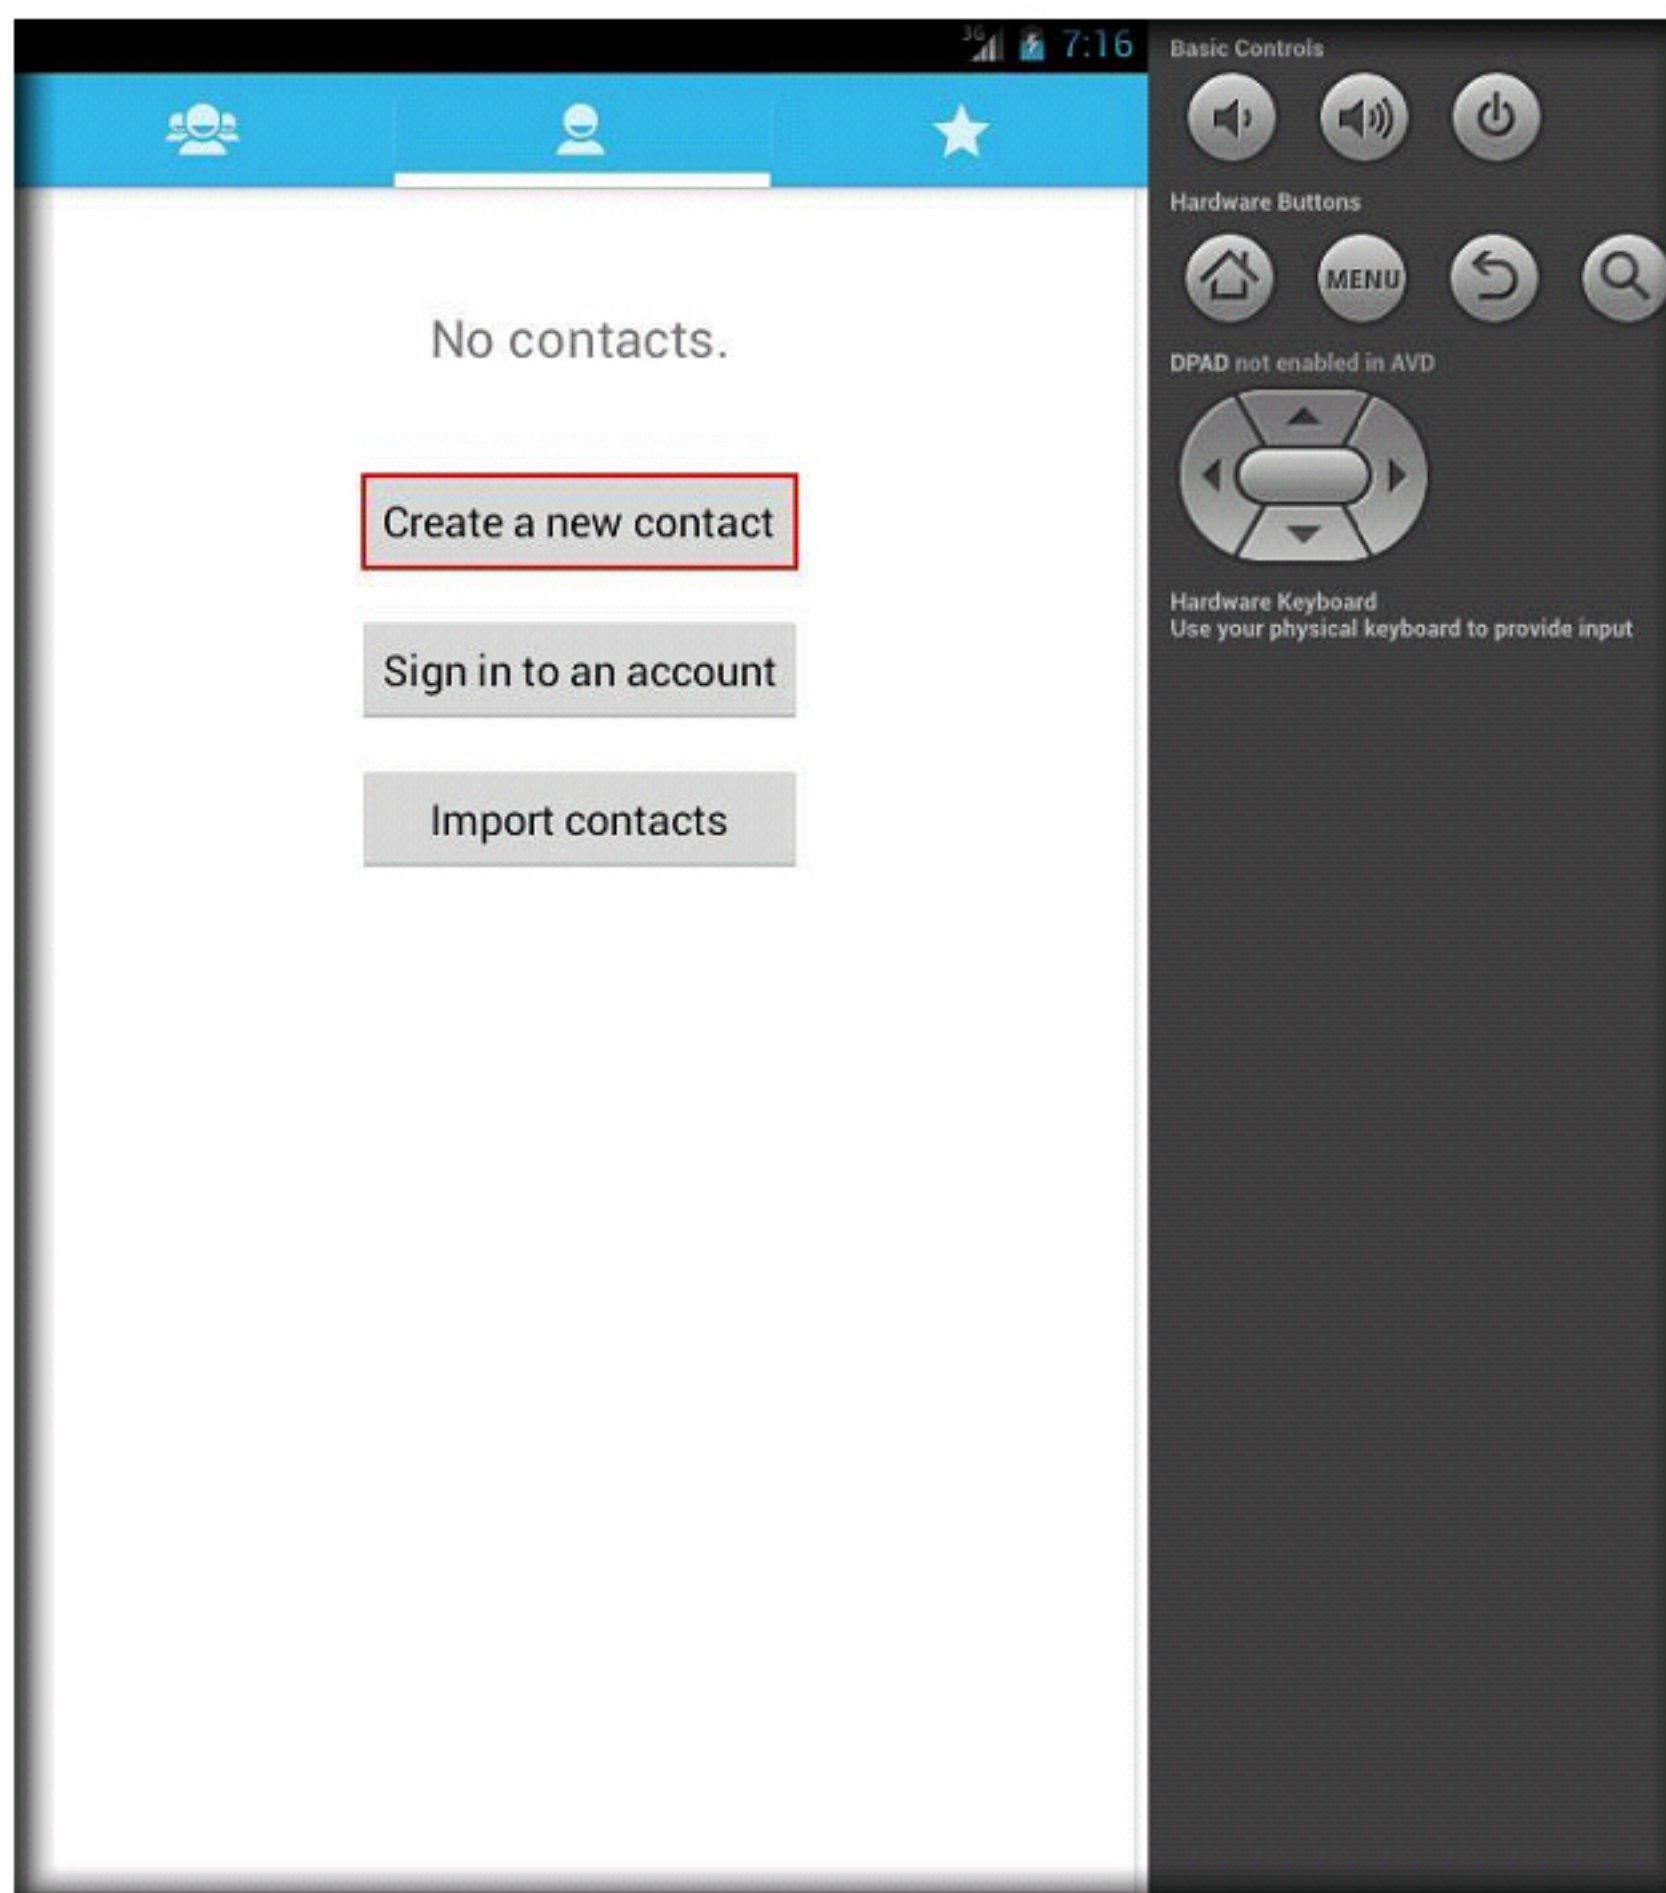 3G 7:16
No contacts.
Create a new contact
Sign in to an account
Import contacts
Basic Controls
Hardware Buttons
MENU
DPAD not enabled in AVD
Hardware Keyboard
Use your physical keyboard to provide input